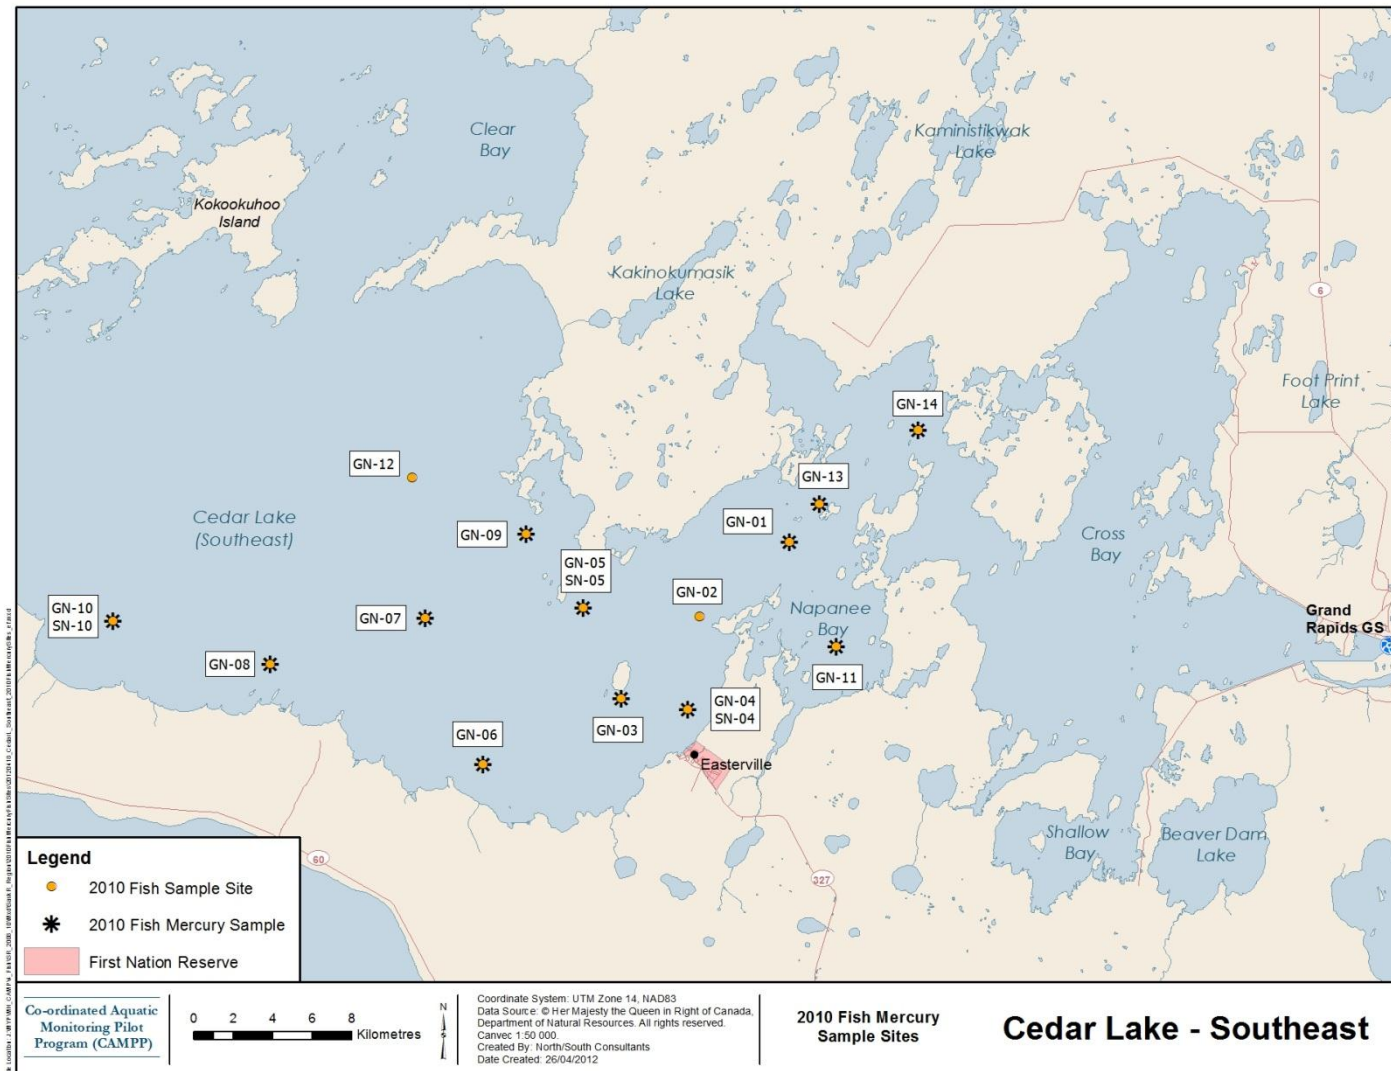 Clear
Bay
Kaministikwak
Lake
Kokookuhoo
Island
Kakinokumasik
Lake
6
Foot Print
Lake
GN-14
GN-12
GN-13
Cedar Lake
(Southeast)
GN-09
GN-01
Cross
Bay
GN-05
SN-05
GN-02
GN-10
SN-10
GN-07
Napanee
Bay
Grand
Rapids GS
GN-08
GN-11
GN-03
GN-04
SN-04
GN-06
Easterville
Shallow
Bay
Beaver Dam
Lake
60
327
Legend
2010 Fish Sample Site
2010 Fish Mercury Sample
First Nation Reserve
Co-ordinated Aquatic
Monitoring Pilot
Program (CAMPP)
0 2 4 6 8
Kilometres
N
Coordinate System: UTM Zone 14, NAD83
Data Source: © Her Majesty the Queen in Right of Canada,
Department of Natural Resources. All rights reserved.
Canvec 1:50 000.
Created By: North/South Consultants
Date Created: 26/04/2012
2010 Fish Mercury
Sample Sites
Cedar Lake - Southeast